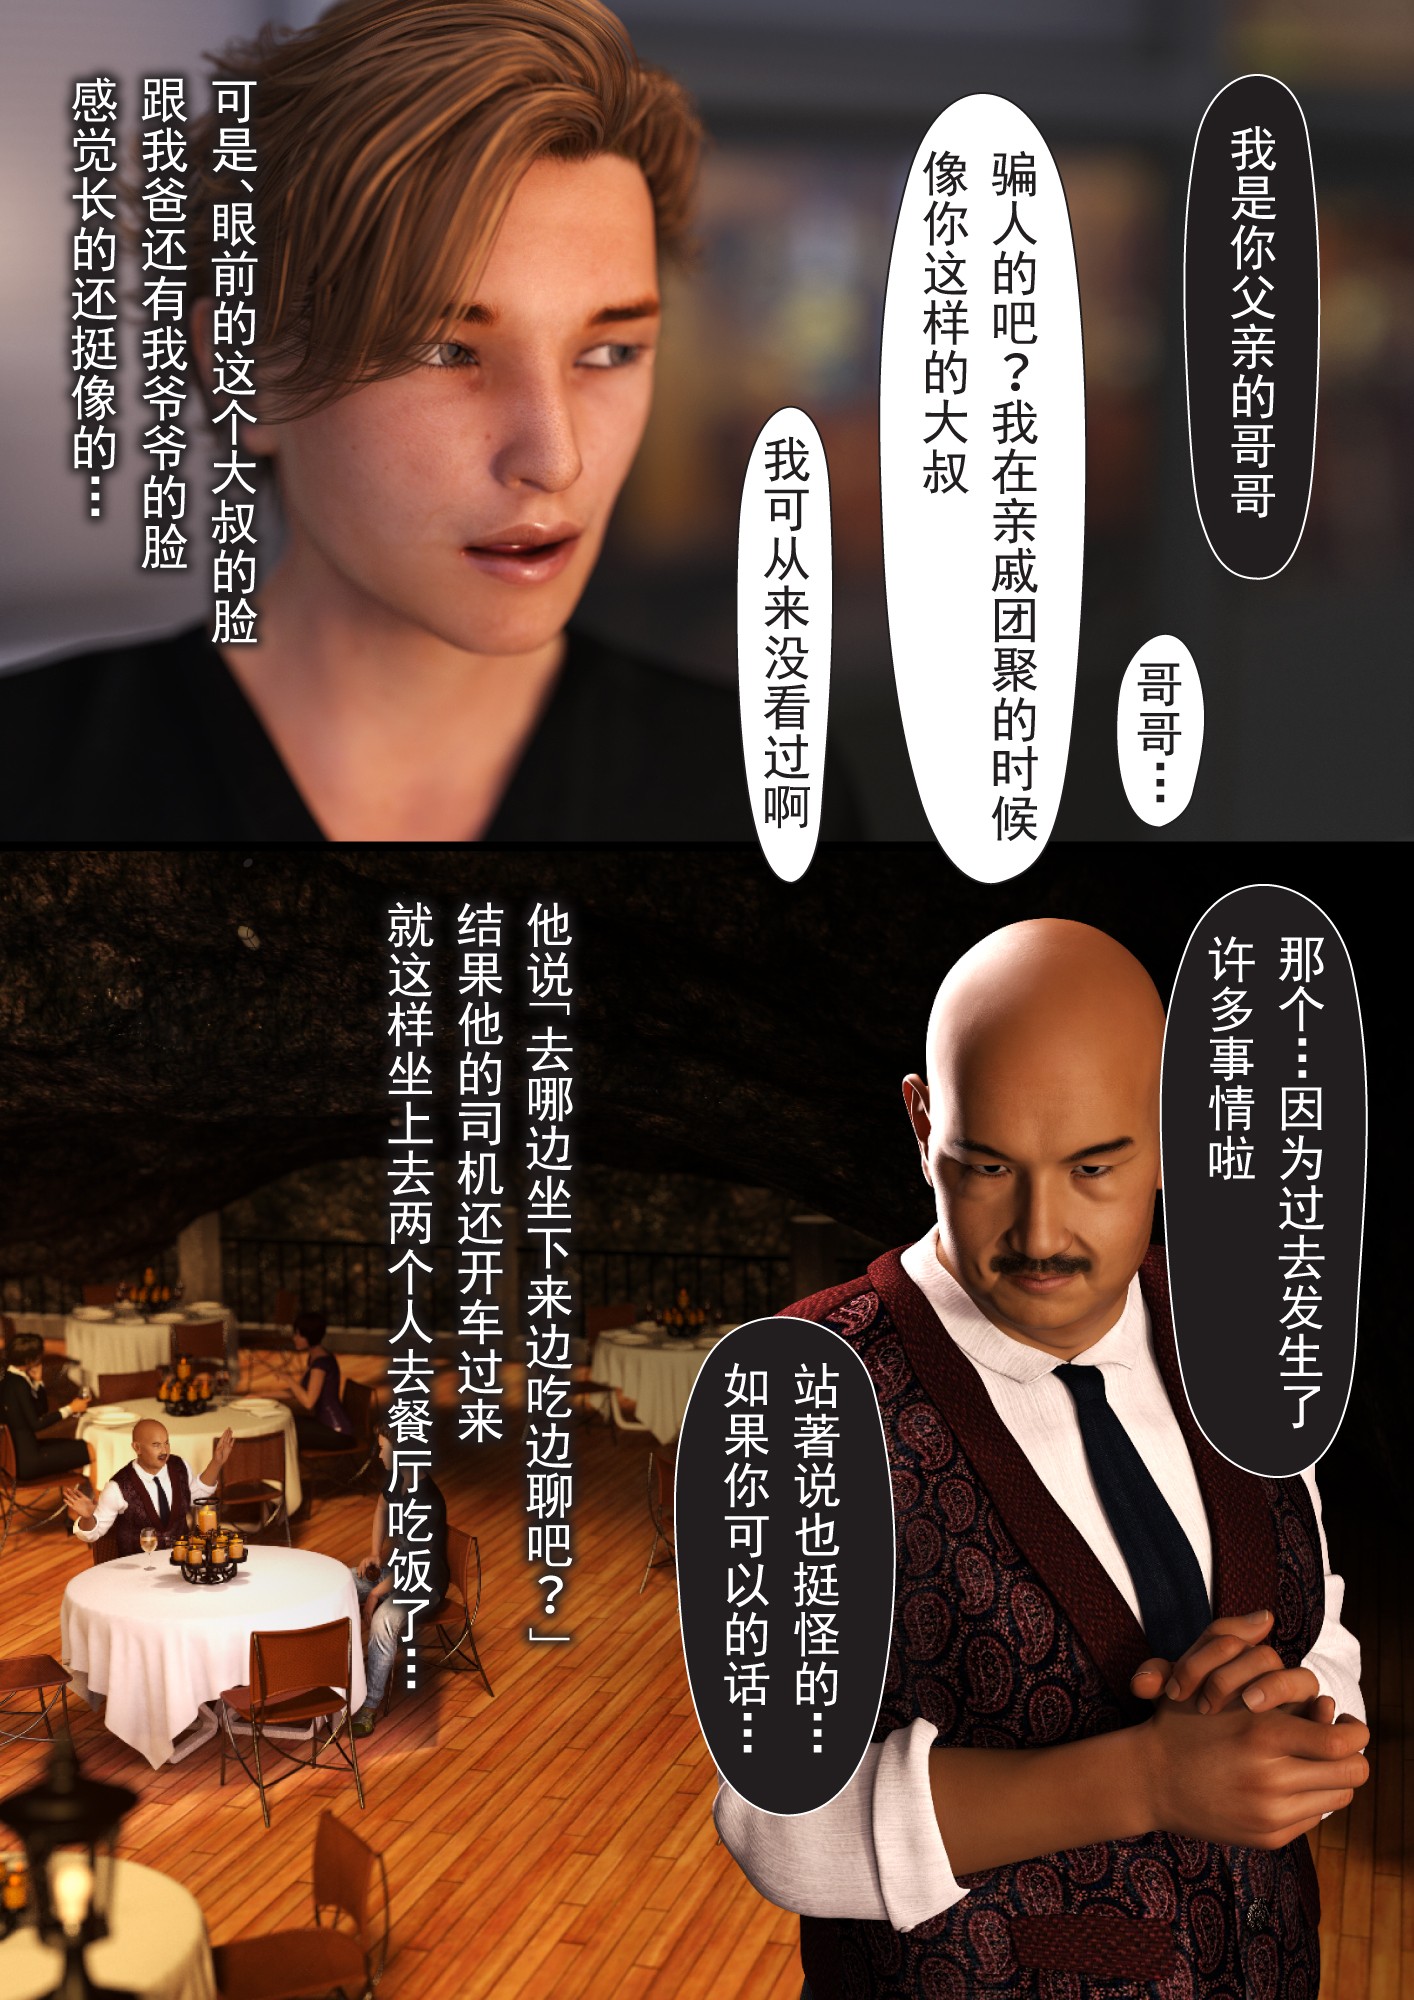 我是你父亲的哥哥
哥哥…
骗人的吧？我在亲戚团聚的时候
像你这样的大叔
我可从来没看过啊
可是、眼前的这个大叔的脸
跟我爸还有我爷爷的脸
感觉长的还挺像的…
那个…因为过去发生了
许多事情啦
站著说也挺怪的…
如果你可以的话…
他说「去哪边坐下来边吃边聊吧？」
结果他的司机还开车过来
就这样坐上去两个人去餐厅吃饭了…